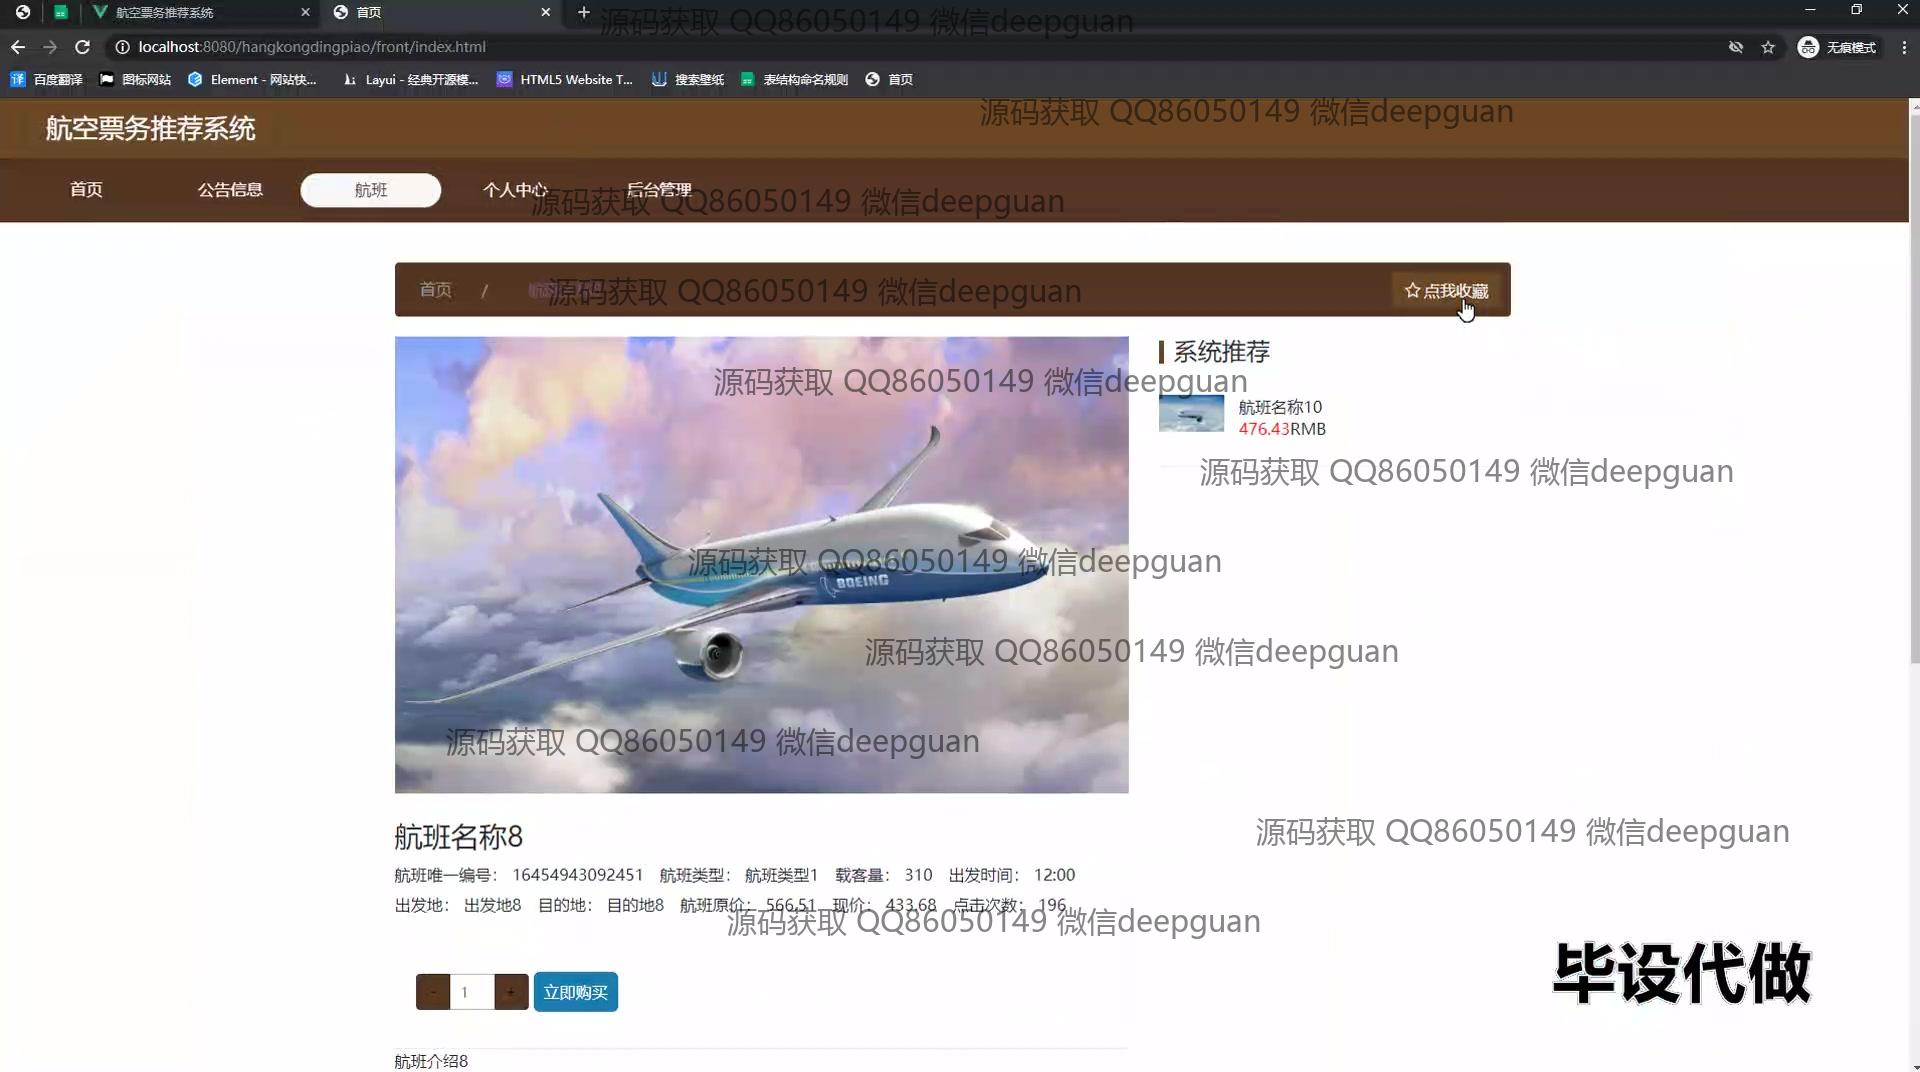 航空票务推荐系统
首页
源码获取 QQ86050149 微信deepguan
localhost:8080/hangkongdingpiao/front/index.html
无痕模式
百度翻译
图标网站
Element - 网站快...
Layui - 经典开源模...
HTML5 Website T...
搜索壁纸
表结构命名规则
首页
源码获取 QQ86050149 微信deepguan
航空票务推荐系统
首页
公告信息
航班
个人中心
后台管理
源码获取 QQ86050149 微信deepguan
首页 /
源码获取 QQ86050149 微信deepguan
点我收藏
系统推荐
源码获取 QQ86050149 微信deepguan
航班名称10
476.43RMB
源码获取 QQ86050149 微信deepguan
源码获取 QQ86050149 微信deepguan
BOEING
源码获取 QQ86050149 微信deepguan
源码获取 QQ86050149 微信deepguan
源码获取 QQ86050149 微信deepguan
航班名称8
航班唯一编号： 16454943092451 航班类型： 航班类型1 载客量： 310 出发时间： 12:00
出发地： 出发地8 目的地： 目的地8 航班原价： 566.51 现价： 433.68 点击次数： 196
源码获取 QQ86050149 微信deepguan
毕设代做
- 1 + 立即购买
航班介绍8